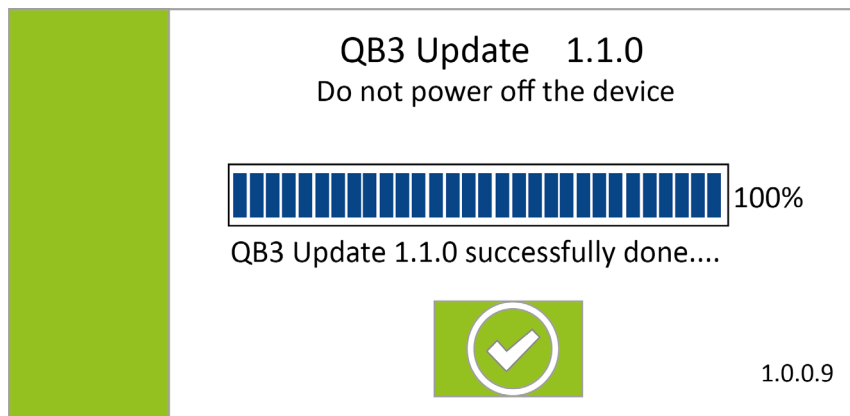 QB3 Update 1.1.0
Do not power off the device
100%
QB3 Update 1.1.0 successfully done....
1.0.0.9